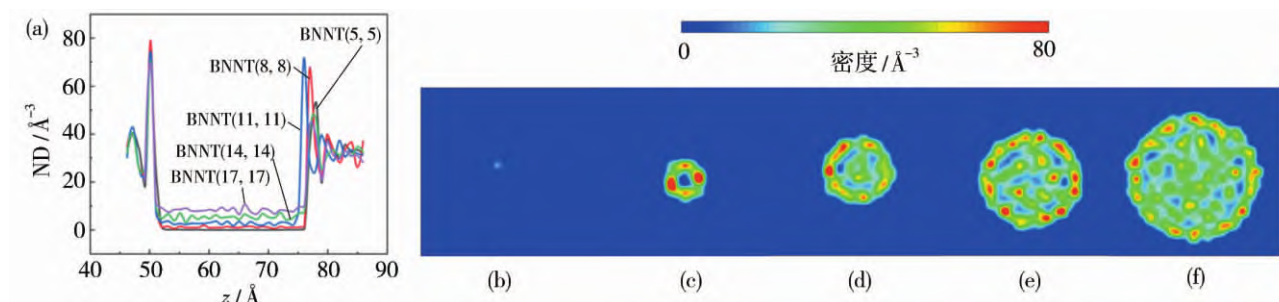 (a)
80
60
40
20
0
ND / Å⁻³
40 50 60 70 80 90
z / Å
BNNT(5, 5)
BNNT(8, 8)
BNNT(11, 11)
BNNT(14, 14)
BNNT(17, 17)
0 80
密度/Å⁻³
(b) (c) (d) (e) (f)